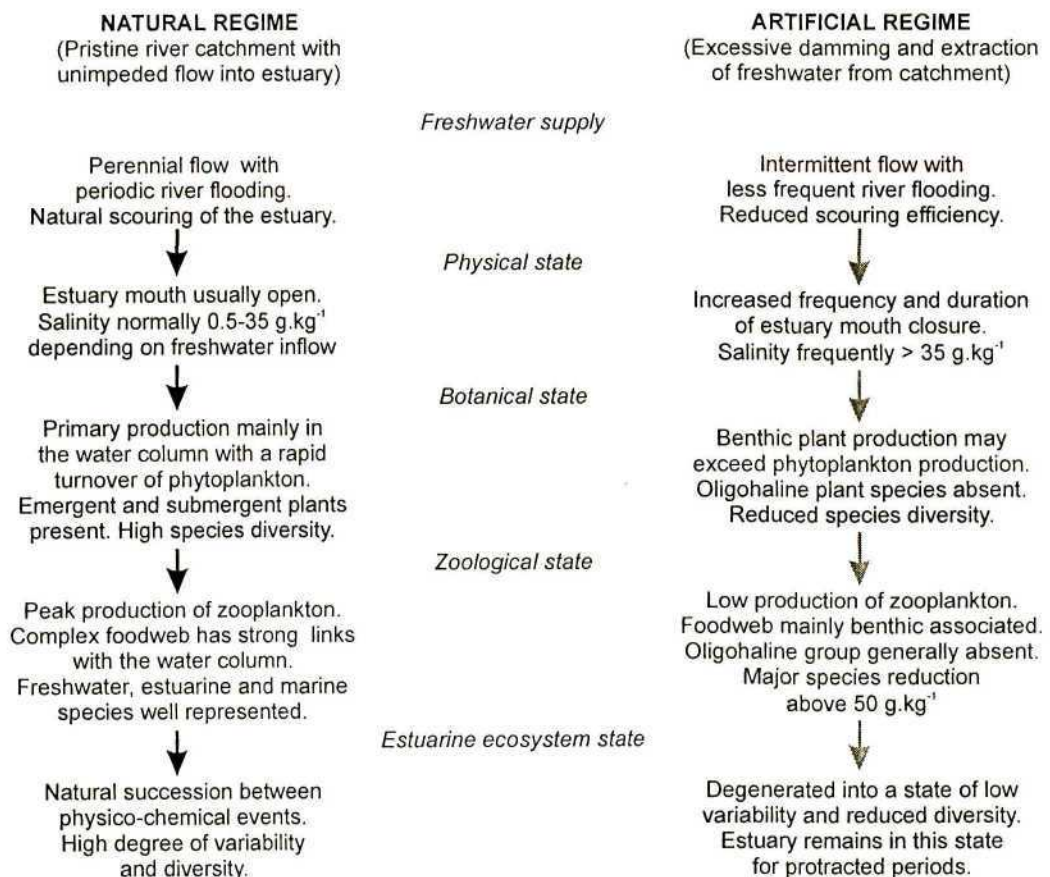 NATURAL REGIME
(Pristine river catchment with
unimpeded flow into estuary)
ARTIFICIAL REGIME
(Excessive damming and extraction
of freshwater from catchment)
Freshwater supply
Perennial flow with
periodic river flooding.
Natural scouring of the estuary.
Intermittent flow with
less frequent river flooding.
Reduced scouring efficiency.
Physical state
Estuary mouth usually open.
Salinity normally 0.5-35 g.kg⁻¹
depending on freshwater inflow
Increased frequency and duration
of estuary mouth closure.
Salinity frequently > 35 g.kg⁻¹
Botanical state
Primary production mainly in
the water column with a rapid
turnover of phytoplankton.
Emergent and submergent plants
present. High species diversity.
Benthic plant production may
exceed phytoplankton production.
Oligohaline plant species absent.
Reduced species diversity.
Zoological state
Peak production of zooplankton.
Complex foodweb has strong links
with the water column.
Freshwater, estuarine and marine
species well represented.
Low production of zooplankton.
Foodweb mainly benthic associated.
Oligohaline group generally absent.
Major species reduction
above 50 g.kg⁻¹
Estuarine ecosystem state
Natural succession between
physico-chemical events.
High degree of variability
and diversity.
Degenerated into a state of low
variability and reduced diversity.
Estuary remains in this state
for protracted periods.